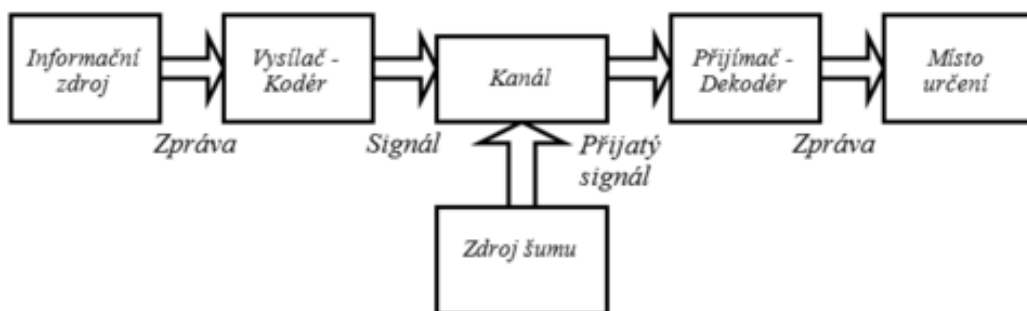 Informační
zdroj
Vysílač -
Kodér
Kanál
Přijímač -
Dekodér
Místo
určení
Zpráva
Signál
Přijatý
signál
Zpráva
Zdroj šumu